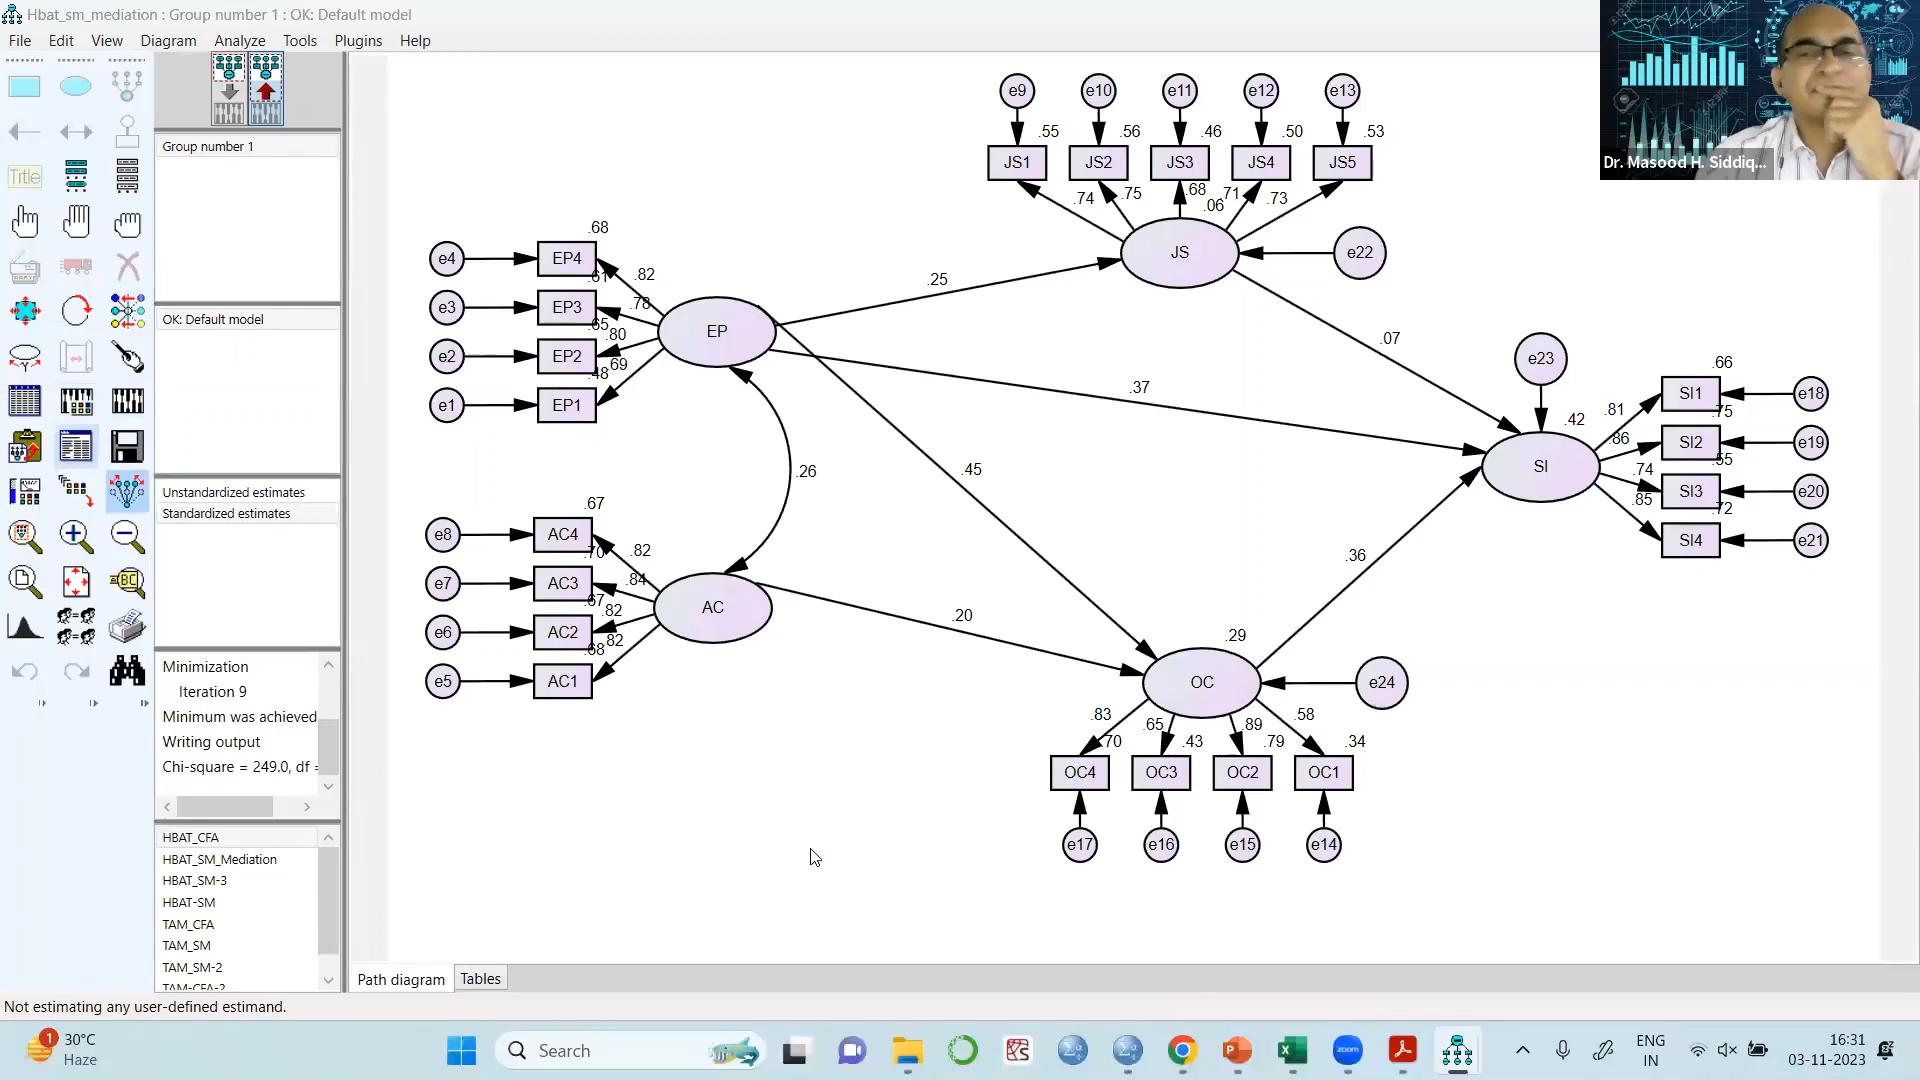 Hbat_sm_mediation : Group number 1 : OK: Default model
File Edit View Diagram Analyze Tools Plugins Help
Dr. Masood H. Siddiq...
Title
Group number 1
OK: Default model
Unstandardized estimates
Standardized estimates
Minimization
Iteration 9
Minimum was achieved
Writing output
Chi-square = 249.0, df =
HBAT_CFA
HBAT_SM_Mediation
HBAT_SM-3
HBAT-SM
TAM_CFA
TAM_SM
TAM_SM-2
TAM-CFA-2
e9 e10 e11 e12 e13
.55 .56 .46 .50 .53
JS1 JS2 JS3 JS4 JS5
.74 .75 .68 .71 .73
.06
JS e22
.68
e4 EP4 .82
.61
e3 EP3 .78
.65
e2 EP2 .80
.48 .69
e1 EP1
EP
.25
.07
.37
.45
.26
e23
.42
SI
.66
.81 SI1 e18
.75
.86 SI2 e19
.55
.74 SI3 e20
.72
.85 SI4 e21
.36
.67
e8 AC4 .82
.70
e7 AC3 .84
.67
e6 AC2 .82
.68 .82
e5 AC1
AC
.20
.29
OC e24
.83 .65 .89 .58
.70 .43 .79 .34
OC4 OC3 OC2 OC1
e17 e16 e15 e14
Path diagram Tables
Not estimating any user-defined estimand.
1
30°C
Haze
Search
zoom
ENG
IN
16:31
03-11-2023